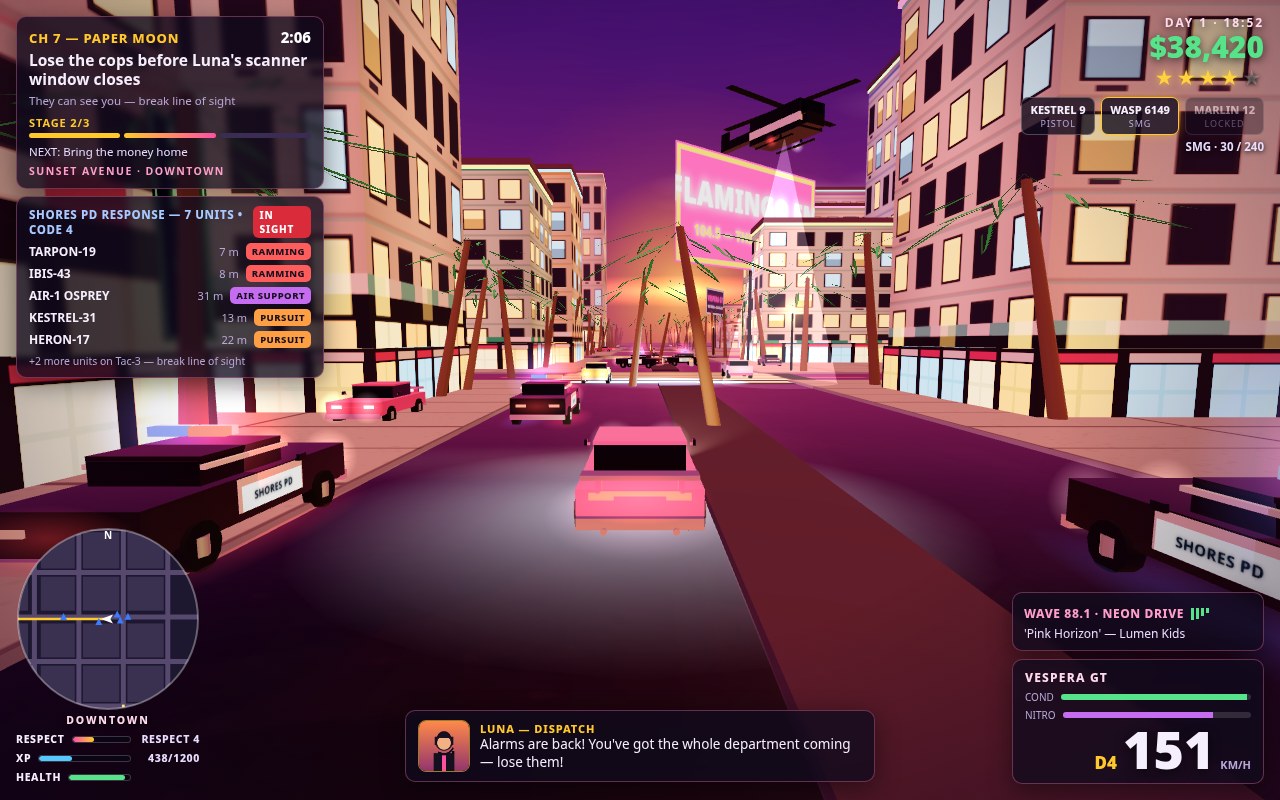 CH 7 — PAPER MOON 2:06
Lose the cops before Luna's scanner
window closes
They can see you — break line of sight
STAGE 2/3
NEXT: Bring the money home
SUNSET AVENUE · DOWNTOWN
SHORES PD RESPONSE — 7 UNITS •
CODE 4
IN
SIGHT
TARPON-19 7 m RAMMING
IBIS-43 8 m RAMMING
AIR-1 OSPREY 31 m AIR SUPPORT
KESTREL-31 13 m PURSUIT
HERON-17 22 m PURSUIT
+2 more units on Tac-3 — break line of sight
DAY 1 · 18:52
$38,420
KESTREL 9
PISTOL
WASP 6149
SMG
MARLIN 12
LOCKED
SMG · 30 / 240
SHORES PD
SHORES PD
N
DOWNTOWN
RESPECT RESPECT 4
XP 438/1200
HEALTH
LUNA — DISPATCH
Alarms are back! You've got the whole department coming
— lose them!
WAVE 88.1 · NEON DRIVE
'Pink Horizon' — Lumen Kids
VESPERA GT
COND
NITRO
D4 151 KM/H